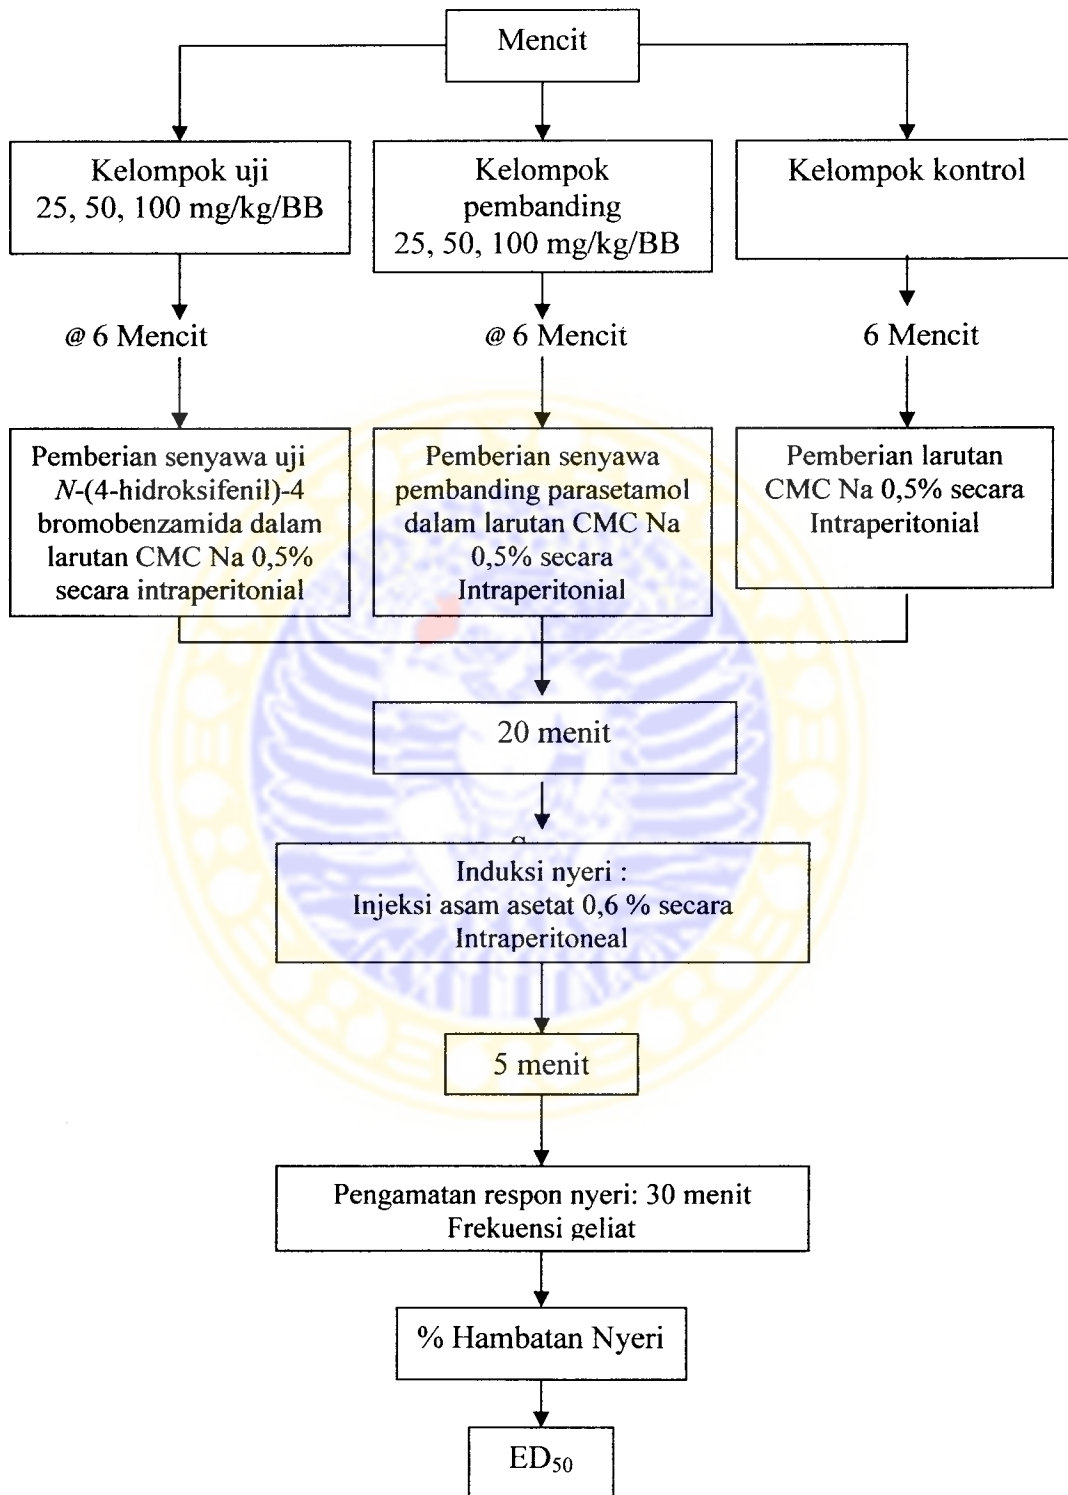 Mencit
Kelompok uji
25, 50, 100 mg/kg/BB
Kelompok
pembanding
25, 50, 100 mg/kg/BB
Kelompok kontrol
@ 6 Mencit
@ 6 Mencit
6 Mencit
Pemberian senyawa uji
N-(4-hidroksifenil)-4
bromobenzamida dalam
larutan CMC Na 0,5%
secara intraperitonial
Pemberian senyawa
pembanding parasetamol
dalam larutan CMC Na
0,5% secara
Intraperitonial
Pemberian larutan
CMC Na 0,5% secara
Intraperitonial
20 menit
Induksi nyeri :
Injeksi asam asetat 0,6 % secara
Intraperitoneal
5 menit
Pengamatan respon nyeri: 30 menit
Frekuensi geliat
% Hambatan Nyeri
ED50